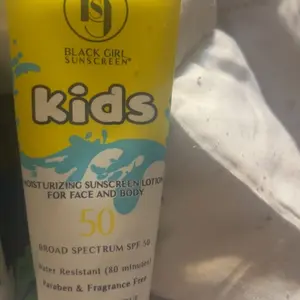 BLACK GIRL
SUNSCREEN®
Kids
MOISTURIZING SUNSCREEN LOTION
FOR FACE AND BODY
50
BROAD SPECTRUM SPF 50
Water Resistant (80 minutes)
Paraben & Fragrance Free